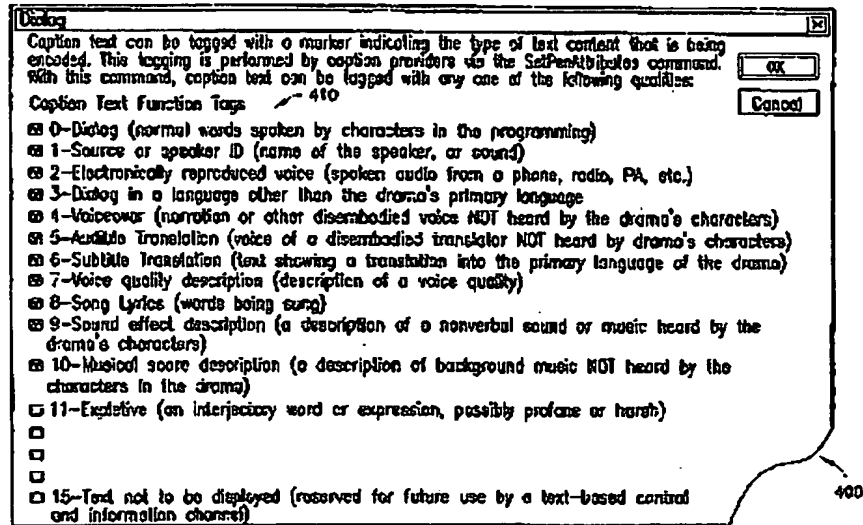 Dialog
Caption text can be tagged with a marker indicating the type of text content that is being
encoded. This tagging is performed by caption providers via the SetPenAttributes command.
With this command, caption text can be tagged with any one of the following qualities:
OK
Cancel
Caption Text Function Tags
410
0-Dialog (normal words spoken by characters in the programming)
1-Source or speaker ID (name of the speaker, or sound)
2-Electronically reproduced voice (spoken audio from a phone, radio, PA, etc.)
3-Dialog in a language other than the drama's primary language
4-Voiceover (narration or other disembodied voice NOT heard by the drama's characters)
5-Audible Translation (voice of a disembodied translator NOT heard by drama's characters)
6-Subtitle Translation (text showing a translation into the primary language of the drama)
7-Voice quality description (description of a voice quality)
8-Song Lyrics (words being sung)
9-Sound effect description (a description of a nonverbal sound or music heard by the
drama's characters)
10-Musical score description (a description of background music NOT heard by the
characters in the drama)
11-Expletive (an interjectory word or expression, possibly profane or harsh)
15-Text not to be displayed (reserved for future use by a text-based control
and information channel)
400